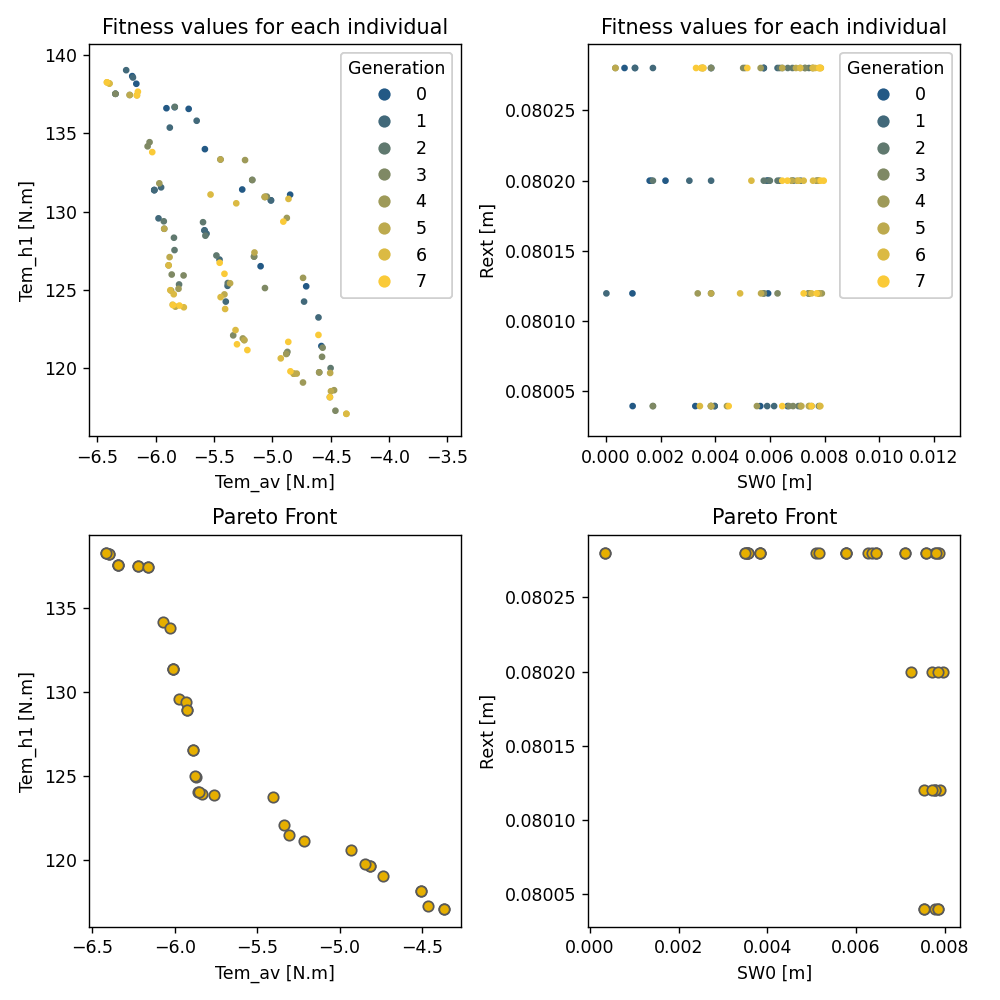 Fitness values for each individual
140
135
130
125
120
Tem_h1 [N.m]
−6.5 −6.0 −5.5 −5.0 −4.5 −4.0 −3.5
Tem_av [N.m]
Generation
0
1
2
3
4
5
6
7
Fitness values for each individual
0.08025
0.08020
0.08015
0.08010
0.08005
Rext [m]
0.000 0.002 0.004 0.006 0.008 0.010 0.012
SW0 [m]
Generation
0
1
2
3
4
5
6
7
Pareto Front
135
130
125
120
Tem_h1 [N.m]
−6.5 −6.0 −5.5 −5.0 −4.5
Tem_av [N.m]
Pareto Front
0.08025
0.08020
0.08015
0.08010
0.08005
Rext [m]
0.000 0.002 0.004 0.006 0.008
SW0 [m]